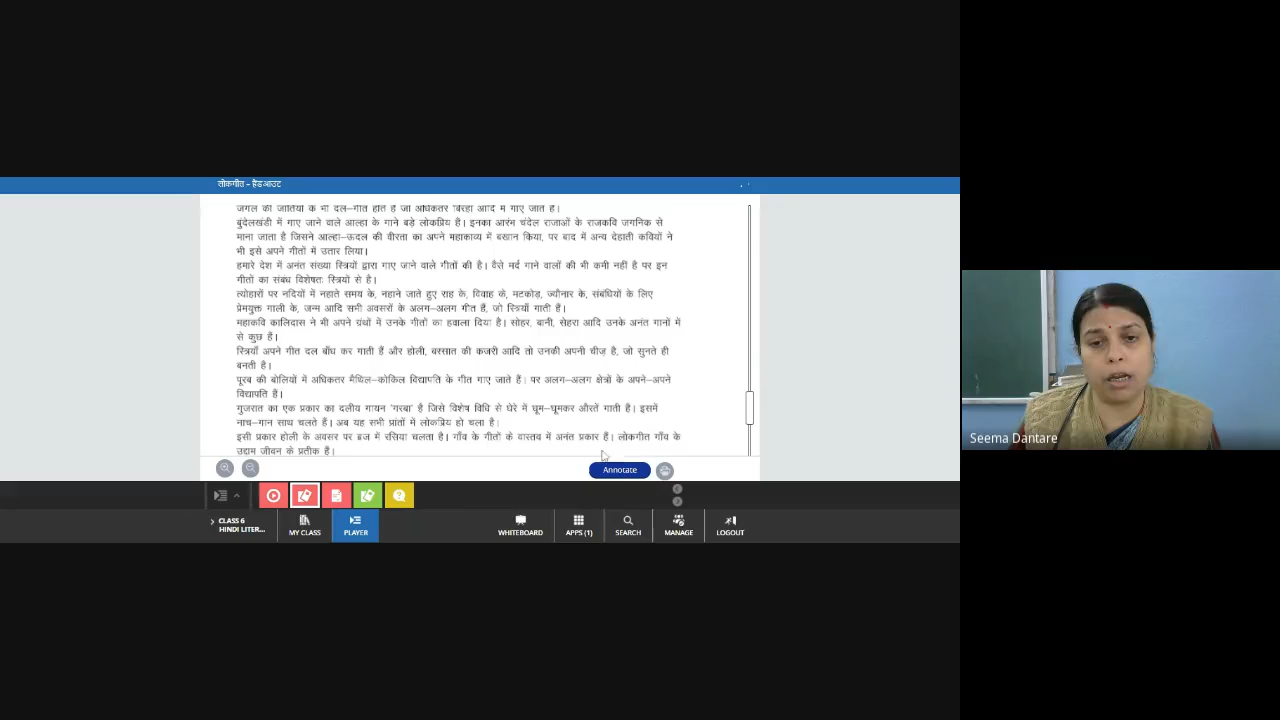 लोकगीत – हैंडआउट
जंगल की जातियों के भी दल–गीत होते हैं जो अधिकतर बिरहा आदि में गाए जाते हैं।
बुंदेलखंडी में गाए जाने वाले आल्हा के गाने बड़े लोकप्रिय हैं। इनका आरंभ चंदेल राजाओं के राजकवि जगनिक से
माना जाता है जिसने आल्हा–ऊदल की वीरता का अपने महाकाव्य में बखान किया, पर बाद में अन्य देहाती कवियों ने
भी इसे अपने गीतों में उतार लिया।
हमारे देश में अनंत संख्या स्त्रियों द्वारा गाए जाने वाले गीतों की है। वैसे मर्द गाने वालों की भी कमी नहीं है पर इन
गीतों का संबंध विशेषतः स्त्रियों से है।
त्योहारों पर नदियों में नहाते समय के, नहाने जाते हुए राह के, विवाह के, मटकोड़, ज्यौनार के, संबंधियों के लिए
प्रेमयुक्त गाली के, जन्म आदि सभी अवसरों के अलग–अलग गीत हैं, जो स्त्रियाँ गाती हैं।
महाकवि कालिदास ने भी अपने ग्रंथों में उनके गीतों का हवाला दिया है। सोहर, बानी, सेहरा आदि उनके अनंत गानों में
से कुछ हैं।
स्त्रियाँ अपने गीत दल बाँध कर गाती हैं और होली, बरसात की कजरी आदि तो उनकी अपनी चीज़ है, जो सुनते ही
बनती है।
पूरब की बोलियों में अधिकतर मैथिल–कोकिल विद्यापति के गीत गाए जाते हैं। पर अलग–अलग क्षेत्रों के अपने–अपने
विद्यापति हैं।
गुजरात का एक प्रकार का दलीय गायन 'गरबा' है जिसे विशेष विधि से घेरे में घूम–घूमकर औरतें गाती हैं। इसमें
नाच–गान साथ चलते हैं। अब यह सभी प्रांतों में लोकप्रिय हो चला है।
इसी प्रकार होली के अवसर पर ब्रज में रसिया चलता है। गाँव के गीतों के वास्तव में अनंत प्रकार हैं। लोकगीत गाँव के
उद्दाम जीवन के प्रतीक हैं।
Annotate
CLASS 6
HINDI LITER...
MY CLASS
PLAYER
WHITEBOARD
APPS (1)
SEARCH
MANAGE
LOGOUT
Seema Dantare